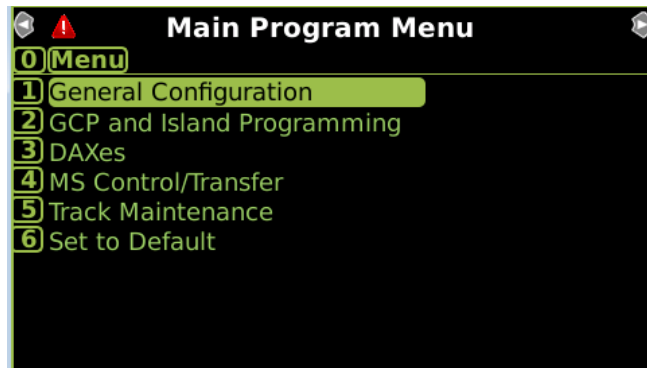 Main Program Menu
0 Menu
1 General Configuration
2 GCP and Island Programming
3 DAXes
4 MS Control/Transfer
5 Track Maintenance
6 Set to Default